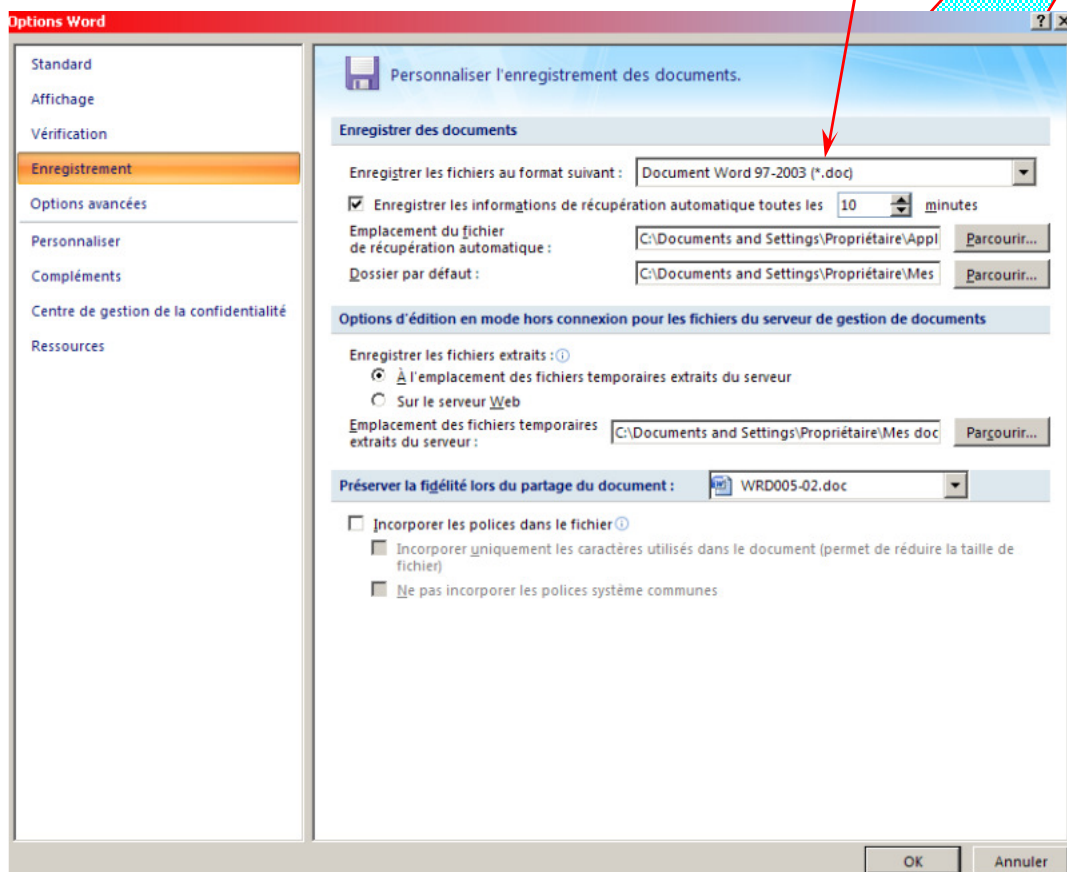 Options Word
Standard
Affichage
Vérification
Enregistrement
Options avancées
Personnaliser
Compléments
Centre de gestion de la confidentialité
Ressources
Personnaliser l'enregistrement des documents.
Enregistrer des documents
Enregistrer les fichiers au format suivant : Document Word 97-2003 (*.doc)
Enregistrer les informations de récupération automatique toutes les 10 minutes
Emplacement du fichier
de récupération automatique : C:\Documents and Settings\Propriétaire\Appl Parcourir...
Dossier par défaut : C:\Documents and Settings\Propriétaire\Mes Parcourir...
Options d'édition en mode hors connexion pour les fichiers du serveur de gestion de documents
Enregistrer les fichiers extraits :
À l'emplacement des fichiers temporaires extraits du serveur
Sur le serveur Web
Emplacement des fichiers temporaires
extraits du serveur : C:\Documents and Settings\Propriétaire\Mes doc Parcourir...
Préserver la fidélité lors du partage du document : WRD005-02.doc
Incorporer les polices dans le fichier
Incorporer uniquement les caractères utilisés dans le document (permet de réduire la taille de
fichier)
Ne pas incorporer les polices système communes
OK Annuler